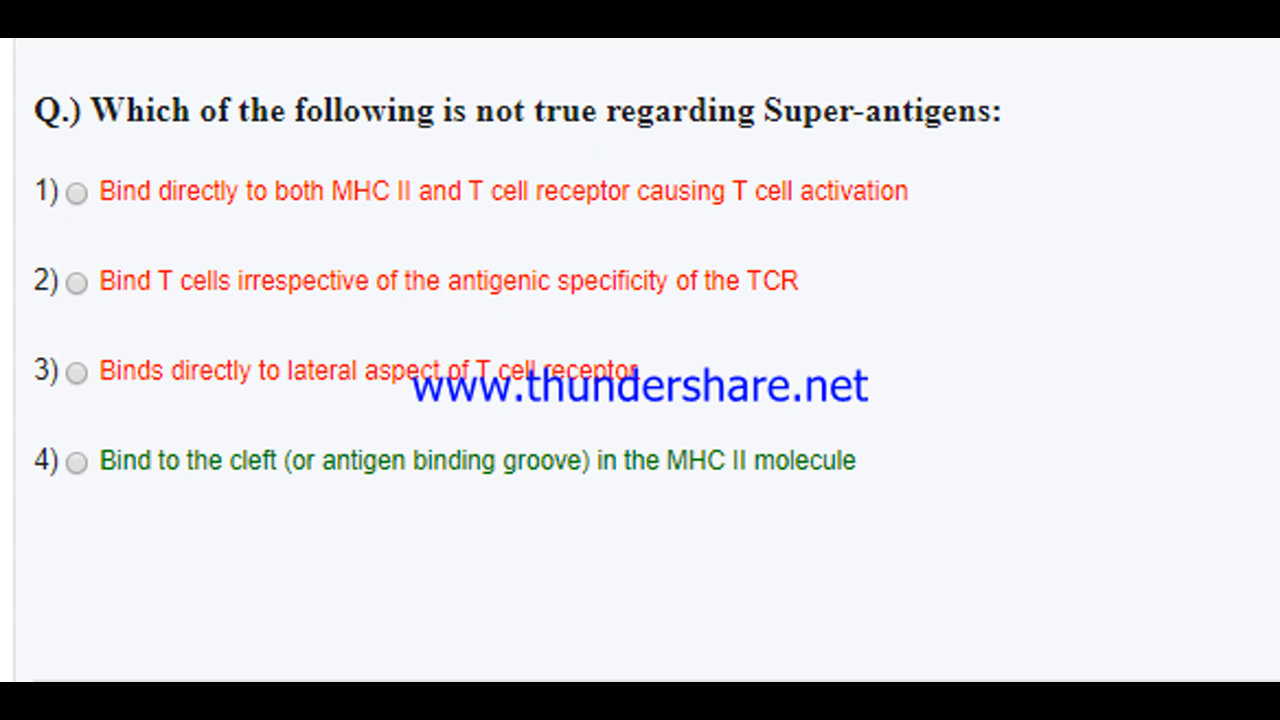 Q.) Which of the following is not true regarding Super-antigens:
1) Bind directly to both MHC II and T cell receptor causing T cell activation
2) Bind T cells irrespective of the antigenic specificity of the TCR
3) Binds directly to lateral aspect of T cell receptor
www.thundershare.net
4) Bind to the cleft (or antigen binding groove) in the MHC II molecule